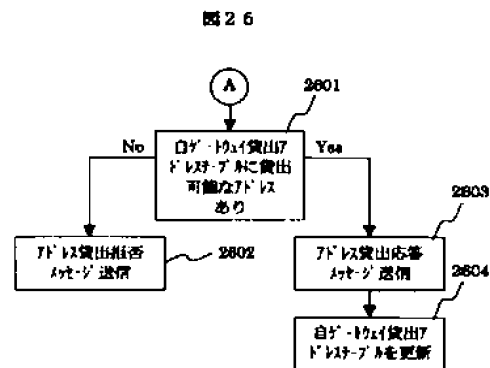 図26
A
2601
No
自ゲートウェイ貸出ア
ドレステーブルに貸出
可能なアドレス
あり
Yes
2603
アドレス貸出拒否
メッセージ送信
2602
アドレス貸出応答
メッセージ送信
2604
自ゲートウェイ貸出ア
ドレステーブルを更新